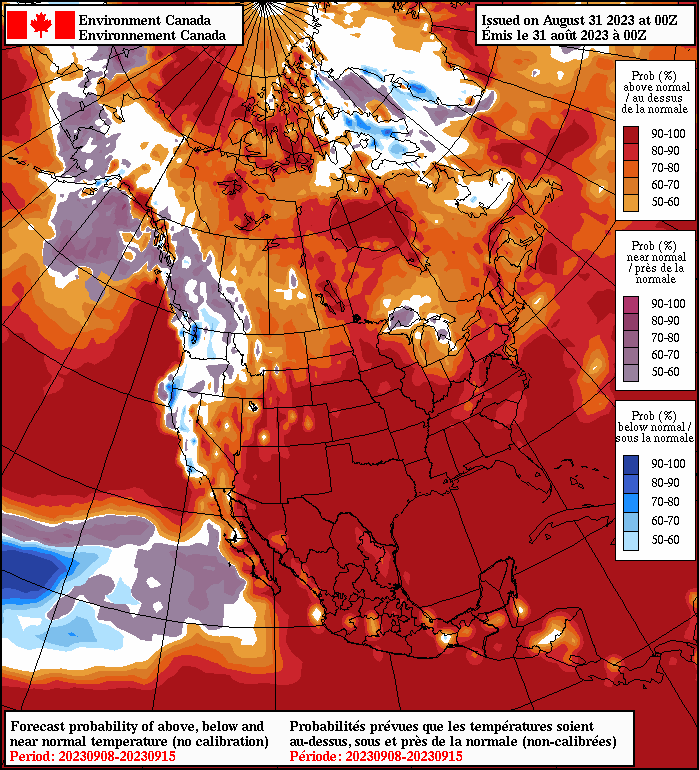 Environment Canada
Environnement Canada
Issued on August 31 2023 at 00Z
Émis le 31 août 2023 à 00Z
Prob (%)
above normal
/ au dessus
de la normale
90-100
80-90
70-80
60-70
50-60
Prob (%)
near normal
/ près de la
normale
90-100
80-90
70-80
60-70
50-60
Prob (%)
below normal /
sous la normale
90-100
80-90
70-80
60-70
50-60
Forecast probability of above, below and
near normal temperature (no calibration)
Period: 20230908-20230915
Probabilités prévues que les températures soient
au-dessus, sous et près de la normale (non-calibrées)
Période: 20230908-20230915